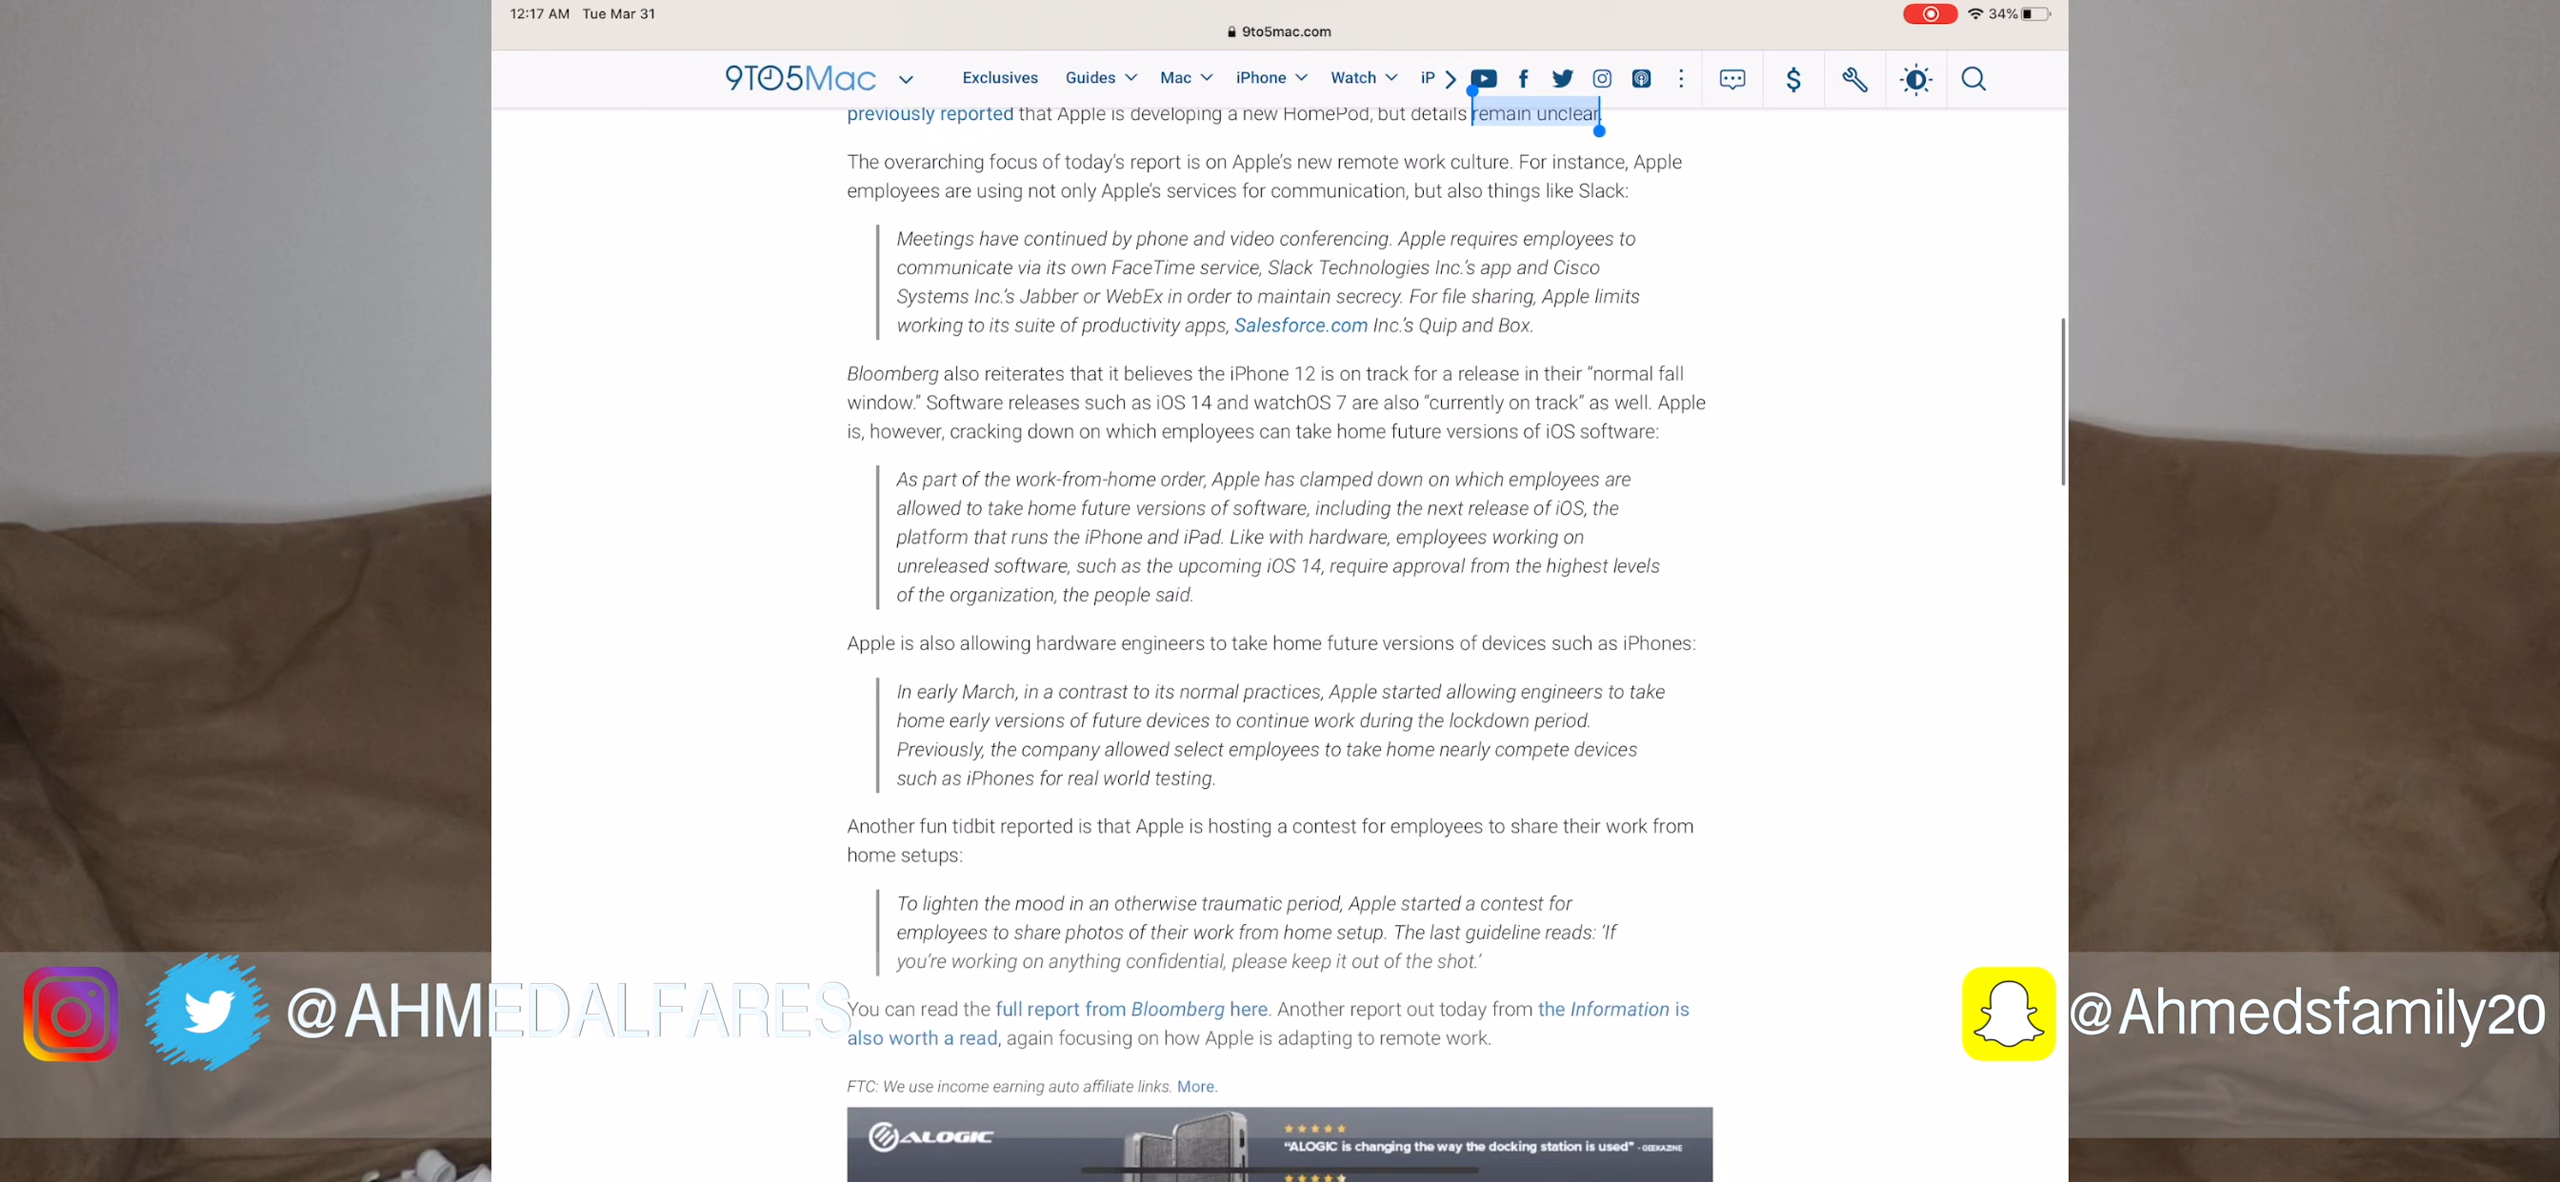 12:17 AM Tue Mar 31
34%
9to5mac.com
9TO5Mac
Exclusives Guides Mac iPhone Watch iP
previously reported that Apple is developing a new HomePod, but details remain unclear.
The overarching focus of today's report is on Apple's new remote work culture. For instance, Apple
employees are using not only Apple's services for communication, but also things like Slack:
Meetings have continued by phone and video conferencing. Apple requires employees to
communicate via its own FaceTime service, Slack Technologies Inc.'s app and Cisco
Systems Inc.'s Jabber or WebEx in order to maintain secrecy. For file sharing, Apple limits
working to its suite of productivity apps, Salesforce.com Inc.'s Quip and Box.
Bloomberg also reiterates that it believes the iPhone 12 is on track for a release in their “normal fall
window.” Software releases such as iOS 14 and watchOS 7 are also “currently on track” as well. Apple
is, however, cracking down on which employees can take home future versions of iOS software:
As part of the work-from-home order, Apple has clamped down on which employees are
allowed to take home future versions of software, including the next release of iOS, the
platform that runs the iPhone and iPad. Like with hardware, employees working on
unreleased software, such as the upcoming iOS 14, require approval from the highest levels
of the organization, the people said.
Apple is also allowing hardware engineers to take home future versions of devices such as iPhones:
In early March, in a contrast to its normal practices, Apple started allowing engineers to take
home early versions of future devices to continue work during the lockdown period.
Previously, the company allowed select employees to take home nearly compete devices
such as iPhones for real world testing.
Another fun tidbit reported is that Apple is hosting a contest for employees to share their work from
home setups:
To lighten the mood in an otherwise traumatic period, Apple started a contest for
employees to share photos of their work from home setup. The last guideline reads: ‘If
you're working on anything confidential, please keep it out of the shot.’
@AHMEDALFARES
@Ahmedsfamily20
You can read the full report from Bloomberg here. Another report out today from the Information is
also worth a read, again focusing on how Apple is adapting to remote work.
FTC: We use income earning auto affiliate links. More.
ALOGIC
“ALOGIC is changing the way the docking station is used” - GEEKAZINE